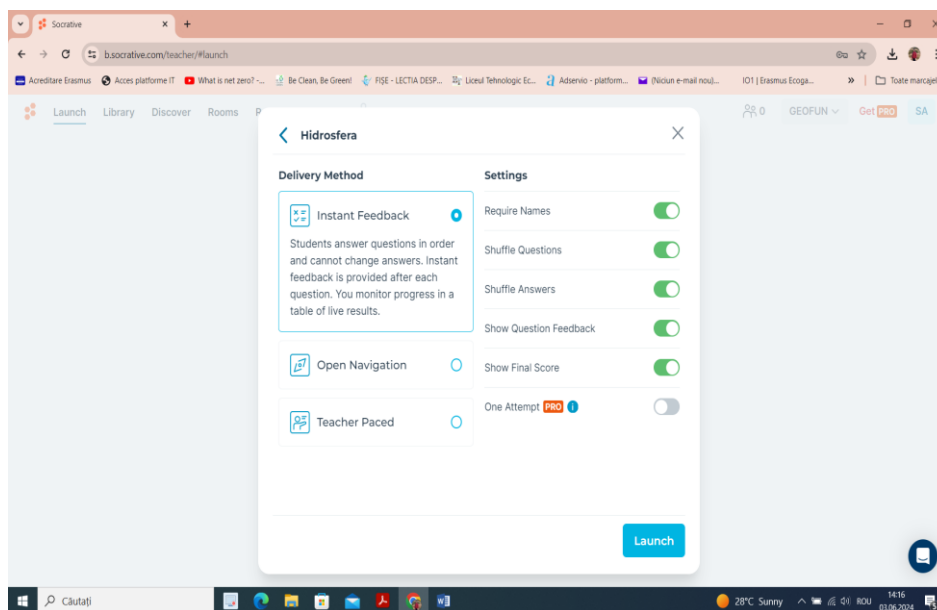 Socrative
b.socrative.com/teacher/#launch
Acreditare Erasmus Acces platforme IT What is net zero? -... Be Clean, Be Green! FIȘE - LECTIA DESP... Liceul Tehnologic Ec... Adservio - platform... (Niciun e-mail nou)... IO1 | Erasmus Ecoga... » Toate marcajel
Launch Library Discover Rooms 0 GEOFUN Get PRO SA
Hidrosfera
Delivery Method
Instant Feedback
Students answer questions in order
and cannot change answers. Instant
feedback is provided after each
question. You monitor progress in a
table of live results.
Open Navigation
Teacher Paced
Settings
Require Names
Shuffle Questions
Shuffle Answers
Show Question Feedback
Show Final Score
One Attempt PRO
Launch
Căutați
28°C Sunny ROU 14:16
03.06.2024